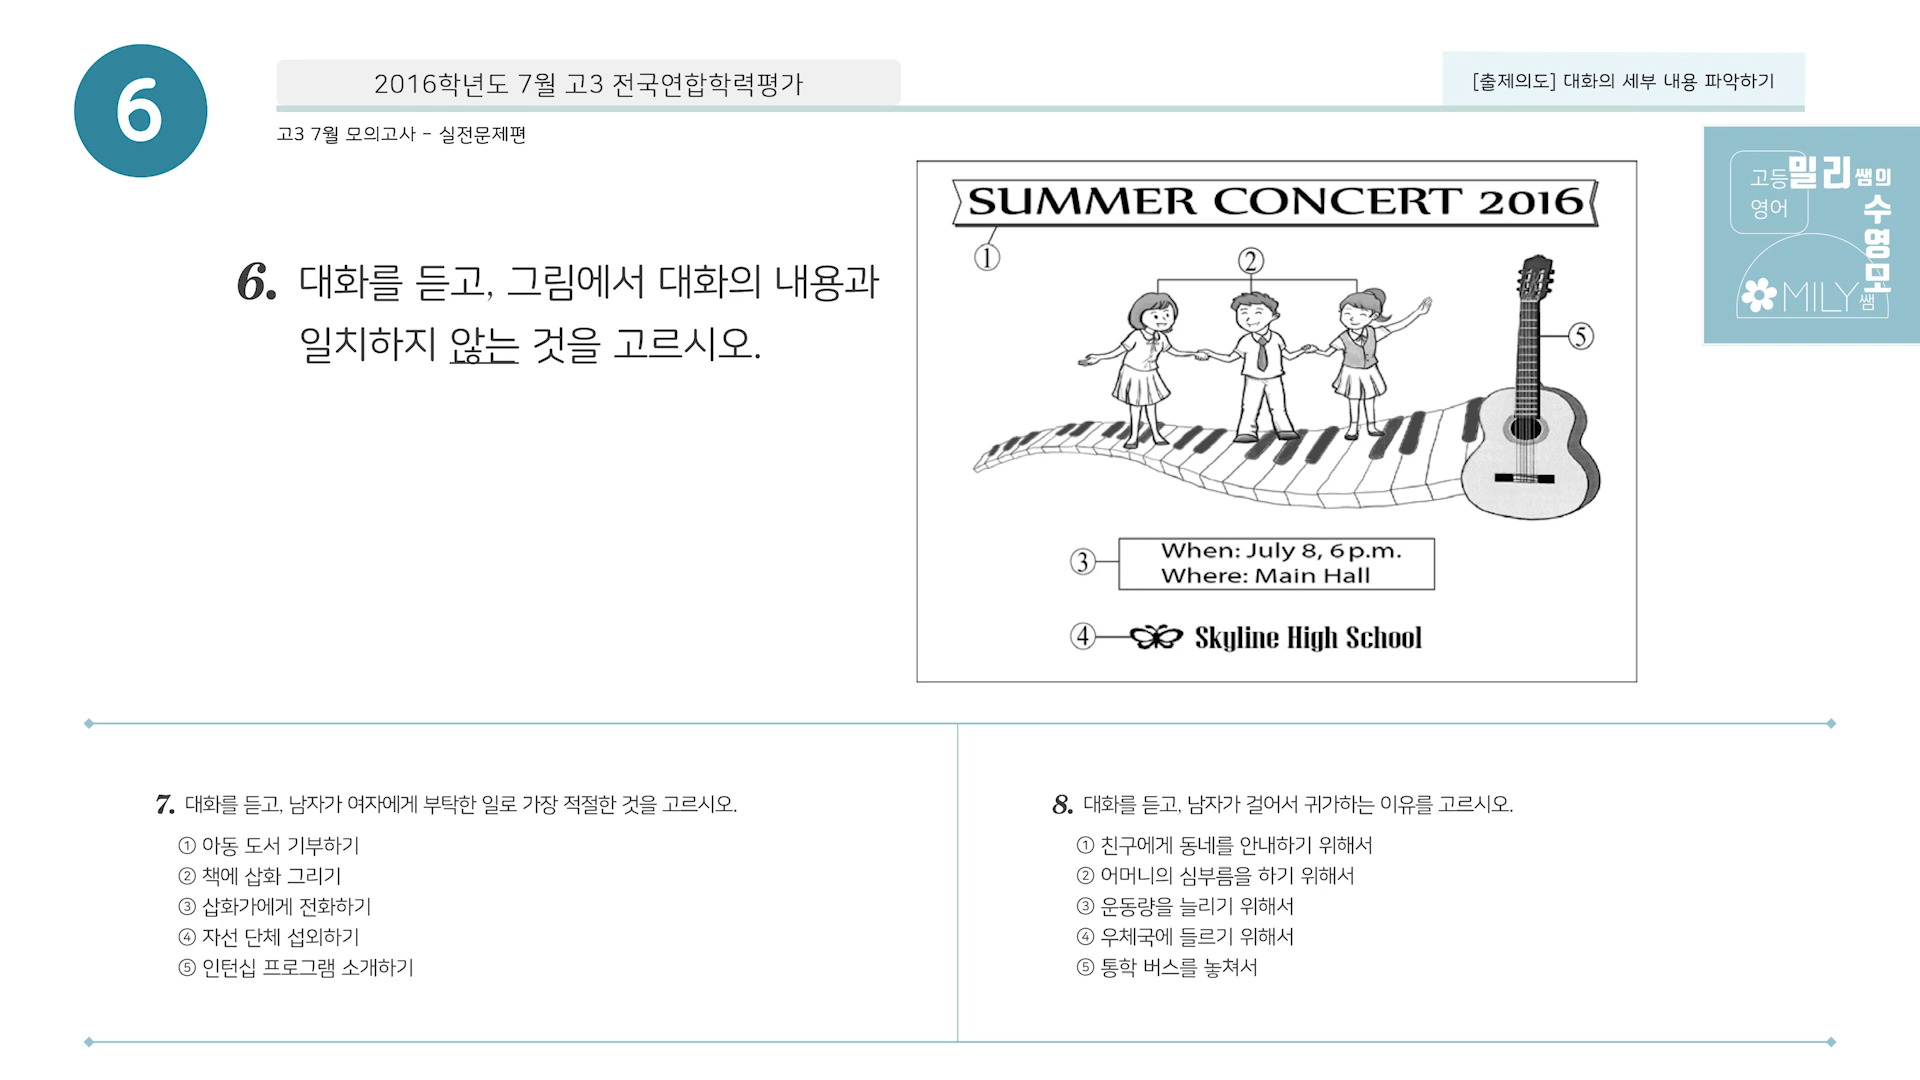 6
2016학년도 7월 고3 전국연합학력평가
[출제의도] 대화의 세부 내용 파악하기
고3 7월 모의고사 - 실전문제편
고등 밀리쌤의
영어
수영모
MILY쌤
6. 대화를 듣고, 그림에서 대화의 내용과
일치하지 않는 것을 고르시오.
SUMMER CONCERT 2016
①
②
⑤
③
When: July 8, 6 p.m.
Where: Main Hall
④
Skyline High School
7. 대화를 듣고, 남자가 여자에게 부탁한 일로 가장 적절한 것을 고르시오.
① 아동 도서 기부하기
② 책에 삽화 그리기
③ 삽화가에게 전화하기
④ 자선 단체 섭외하기
⑤ 인턴십 프로그램 소개하기
8. 대화를 듣고, 남자가 걸어서 귀가하는 이유를 고르시오.
① 친구에게 동네를 안내하기 위해서
② 어머니의 심부름을 하기 위해서
③ 운동량을 늘리기 위해서
④ 우체국에 들르기 위해서
⑤ 통학 버스를 놓쳐서